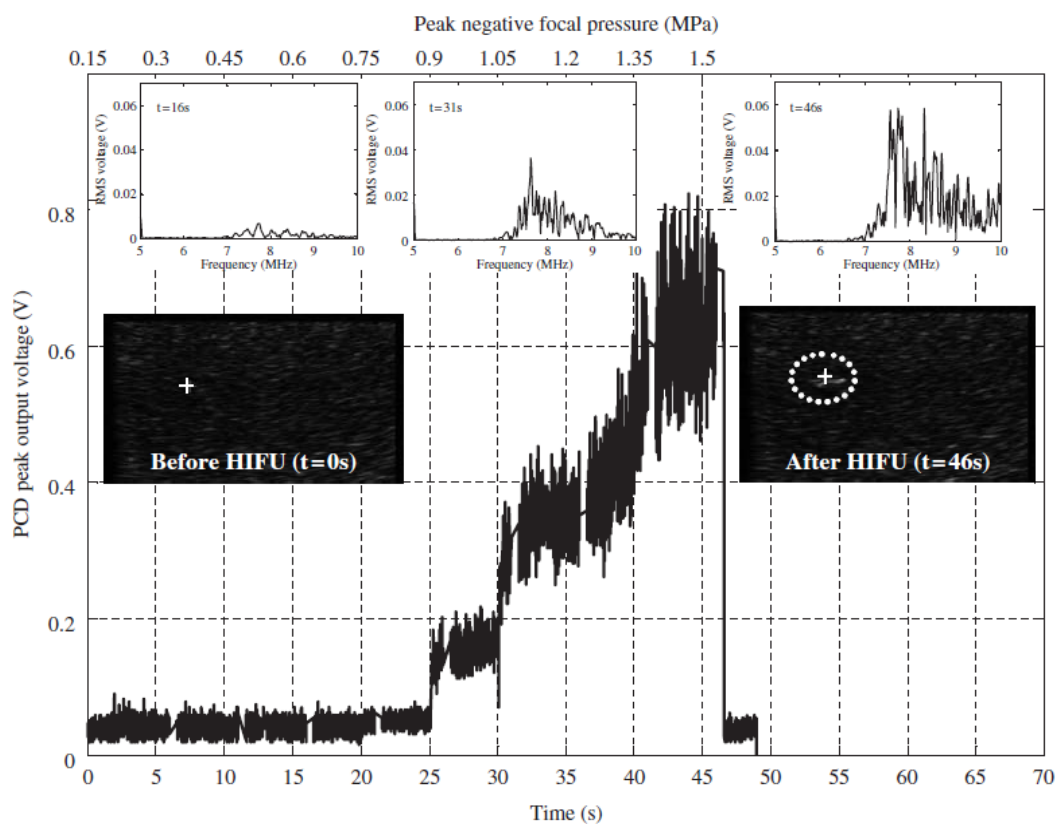 Peak negative focal pressure (MPa)
0.15 0.3 0.45 0.6 0.75 0.9 1.05 1.2 1.35 1.5
t=16s
RMS voltage (V)
0.06
0.04
0.02
0
5 6 7 8 9 10
Frequency (MHz)
t=31s
RMS voltage (V)
0.06
0.04
0.02
0
5 6 7 8 9 10
Frequency (MHz)
t=46s
RMS voltage (V)
0.06
0.04
0.02
0
5 6 7 8 9 10
Frequency (MHz)
PCD peak output voltage (V)
0.8
0.6
0.4
0.2
0
Before HIFU (t=0s)
After HIFU (t=46s)
0 5 10 15 20 25 30 35 40 45 50 55 60 65 70
Time (s)